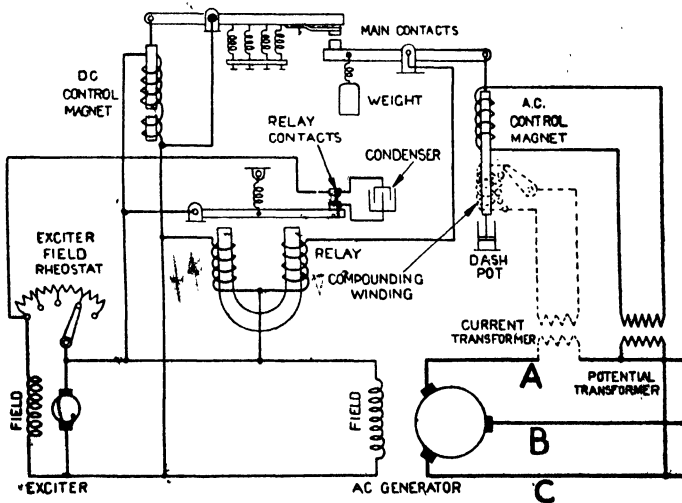 MAIN CONTACTS
D.C.
CONTROL
MAGNET
WEIGHT
A.C.
CONTROL
MAGNET
RELAY
CONTACTS
CONDENSER
EXCITER
FIELD
RHEOSTAT
RELAY
COMPOUNDING
WINDING
DASH
POT
CURRENT
TRANSFORMER
POTENTIAL
TRANSFORMER
A
FIELD
FIELD
B
EXCITER
AC GENERATOR
C